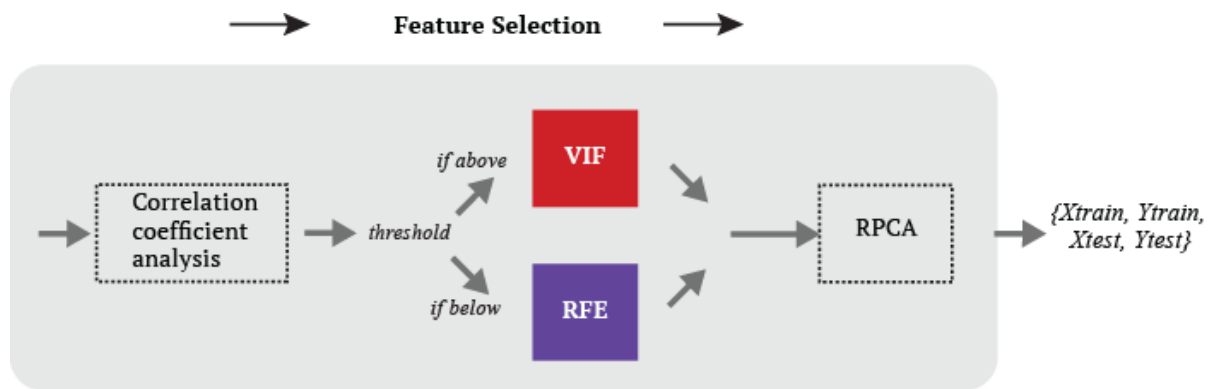 Feature Selection
Correlation
coefficient
analysis
threshold
if above
VIF
if below
RFE
RPCA
{Xtrain, Ytrain,
Xtest, Ytest}